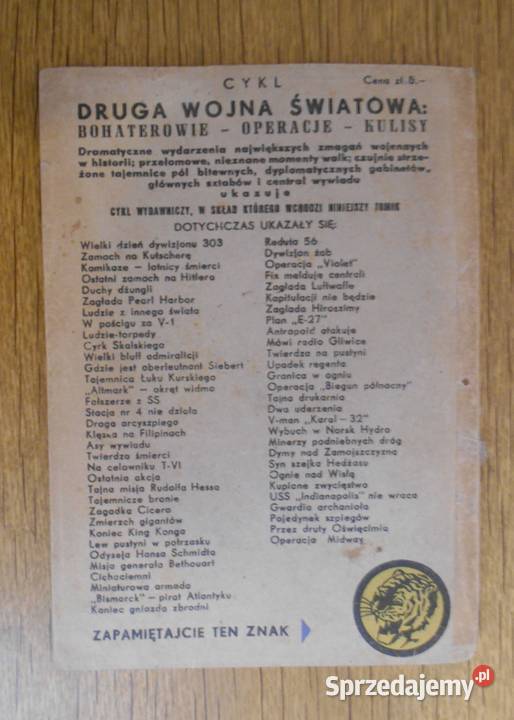 CYKL
Cena zł 5.–
DRUGA WOJNA ŚWIATOWA:
BOHATEROWIE – OPERACJE – KULISY
Dramatyczne wydarzenia największych zmagań wojennych
w historii; przełomowe, nieznane momenty walk; czujnie strze-
żone tajemnice pól bitewnych, dyplomatycznych gabinetów,
głównych sztabów i central wywiadu
ukazuje
CYKL WYDAWNICZY, W SKŁAD KTÓREGO WCHODZI NINIEJSZY TOMIK
DOTYCHCZAS UKAZAŁY SIĘ:
Wielki dzień dywizjonu 303
Zamach na Kutscherę
Kamikaze – lotnicy śmierci
Ostatni zamach na Hitlera
Duchy dżungli
Zagłada Pearl Harbor
Ludzie z innego świata
W pościgu za V-1
Ludzie-torpedy
Cyrk Skalskiego
Wielki bluff admiralicji
Gdzie jest oberleutnant Siebert
Tajemnica Łuku Kurskiego
„Altmark" – okręt widmo
Fałszerze z SS
Stacja nr 4 nie działa
Droga arcyszpiega
Klęska na Filipinach
Asy wywiadu
Twierdza śmierci
Na celowniku T-VI
Ostatnia akcja
Tajna misja Rudolfa Hessa
Tajemnicze branie
Zagadka Cicera
Zmierzch gigantów
Koniec King Konga
Lew pustyni w potrzasku
Odyseja Hansa Schmidta
Misja generała Bethouart
Cichociemni
Miniaturowa armada
„Bismarck" – pirat Atlantyku
Koniec gniazda zbrodni
Reduta 56
Dywizjon żab
Operacja „Violet"
Fix melduje centrali
Zagłada Luftwaffe
Kapitulacji nie będzie
Zagłada Hiroszimy
Plan „E-27"
Antropoid atakuje
Mówi radio Gliwice
Twierdza na pustyni
Upadek regenta
Granica w ogniu
Operacja „Biegun północny"
Tajna drukarnia
Dwa uderzenia
V-man „Karol – 32"
Wybuch w Norsk Hydro
Minerzy podniebnych dróg
Dymy nad Zamojszczyzną
Syn szejka Hedżasu
Ognie nad Wisłą
Kupione zwycięstwo
USS „Indianapolis" nie wraca
Gwardia archanioła
Pojedynek szpiegów
Przez druty Oświęcimia
Operacja Midway
ZAPAMIĘTAJCIE TEN ZNAK
Sprzedajemy.pl